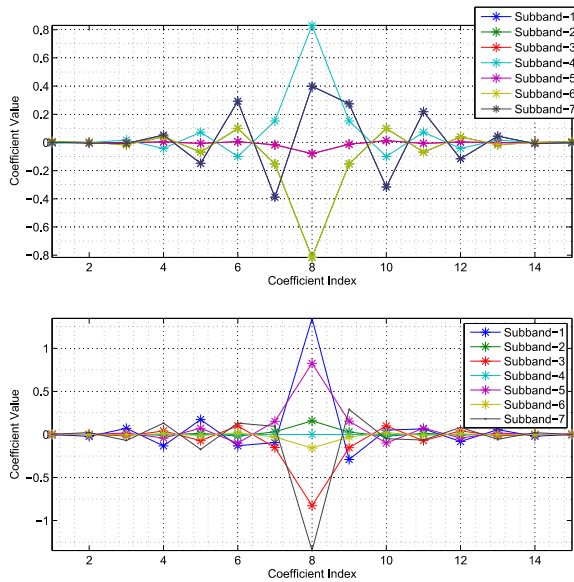 0.8
0.6
0.4
0.2
0
−0.2
−0.4
−0.6
−0.8
Coefficient Value
2 4 6 8 10 12 14
Coefficient Index
Subband−1
Subband−2
Subband−3
Subband−4
Subband−5
Subband−6
Subband−7
1
0.5
0
−0.5
−1
Coefficient Value
2 4 6 8 10 12 14
Coefficient Index
Subband−1
Subband−2
Subband−3
Subband−4
Subband−5
Subband−6
Subband−7